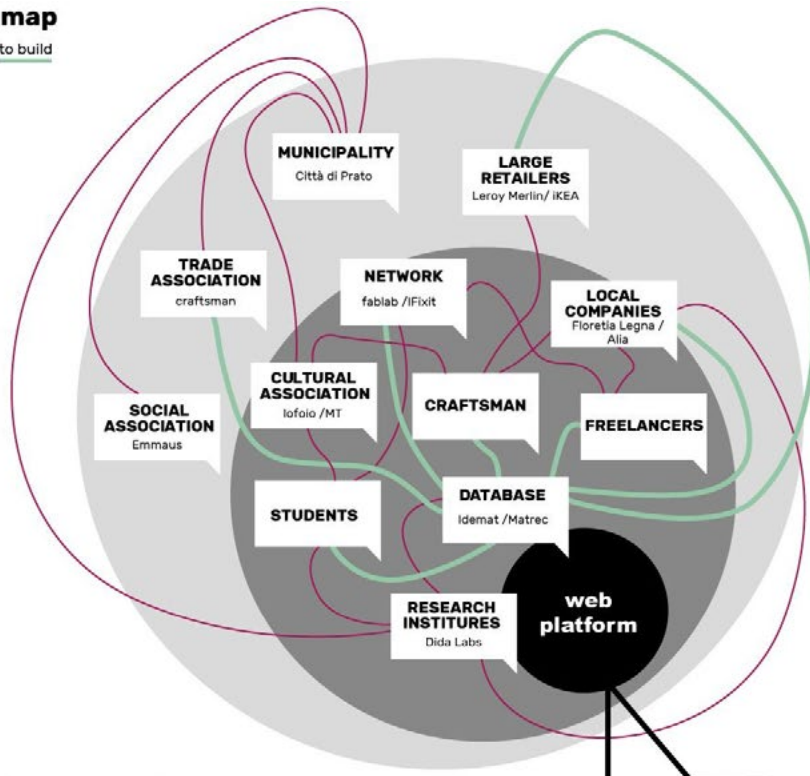 map
to build
MUNICIPALITY
Città di Prato
LARGE
RETAILERS
Leroy Merlin/ iKEA
TRADE
ASSOCIATION
craftsman
NETWORK
fablab /IFixit
LOCAL
COMPANIES
Floretia Legna /
Alia
CULTURAL
ASSOCIATION
lofoio /MT
CRAFTSMAN
SOCIAL
ASSOCIATION
Emmaus
FREELANCERS
STUDENTS
DATABASE
Idemat /Matrec
RESEARCH
INSTITURES
Dida Labs
web
platform